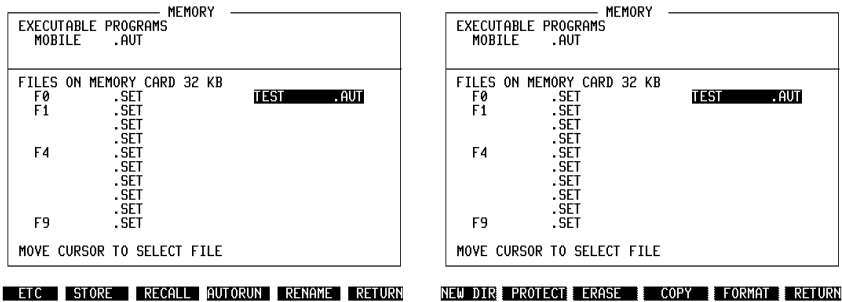 MEMORY
EXECUTABLE PROGRAMS
MOBILE .AUT
FILES ON MEMORY CARD 32 KB
F0 .SET TEST .AUT
F1 .SET
.SET
.SET
F4 .SET
.SET
.SET
.SET
.SET
F9 .SET
MOVE CURSOR TO SELECT FILE
ETC STORE RECALL AUTORUN RENAME RETURN
MEMORY
EXECUTABLE PROGRAMS
MOBILE .AUT
FILES ON MEMORY CARD 32 KB
F0 .SET TEST .AUT
F1 .SET
.SET
.SET
F4 .SET
.SET
.SET
.SET
.SET
F9 .SET
MOVE CURSOR TO SELECT FILE
NEW DIR PROTECT ERASE COPY FORMAT RETURN